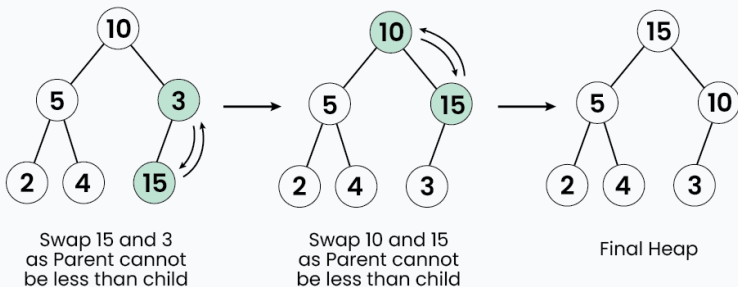 10
5
3
2
4
15
Swap 15 and 3
as Parent cannot
be less than child
10
5
15
2
4
3
Swap 10 and 15
as Parent cannot
be less than child
15
5
10
2
4
3
Final Heap